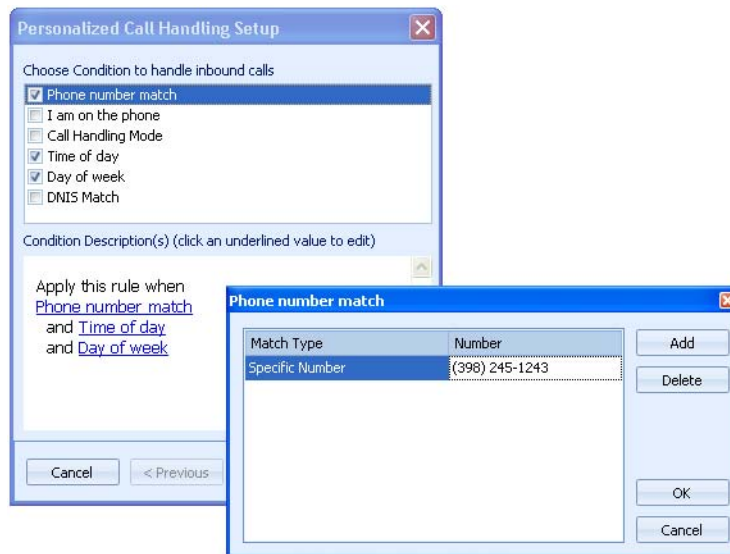 Personalized Call Handling Setup
Choose Condition to handle inbound calls
Phone number match
I am on the phone
Call Handling Mode
Time of day
Day of week
DNIS Match
Condition Description(s) (click an underlined value to edit)
Apply this rule when
Phone number match
and Time of day
and Day of week
Cancel
< Previous
Phone number match
Match Type Number
Specific Number (398) 245-1243
Add
Delete
OK
Cancel